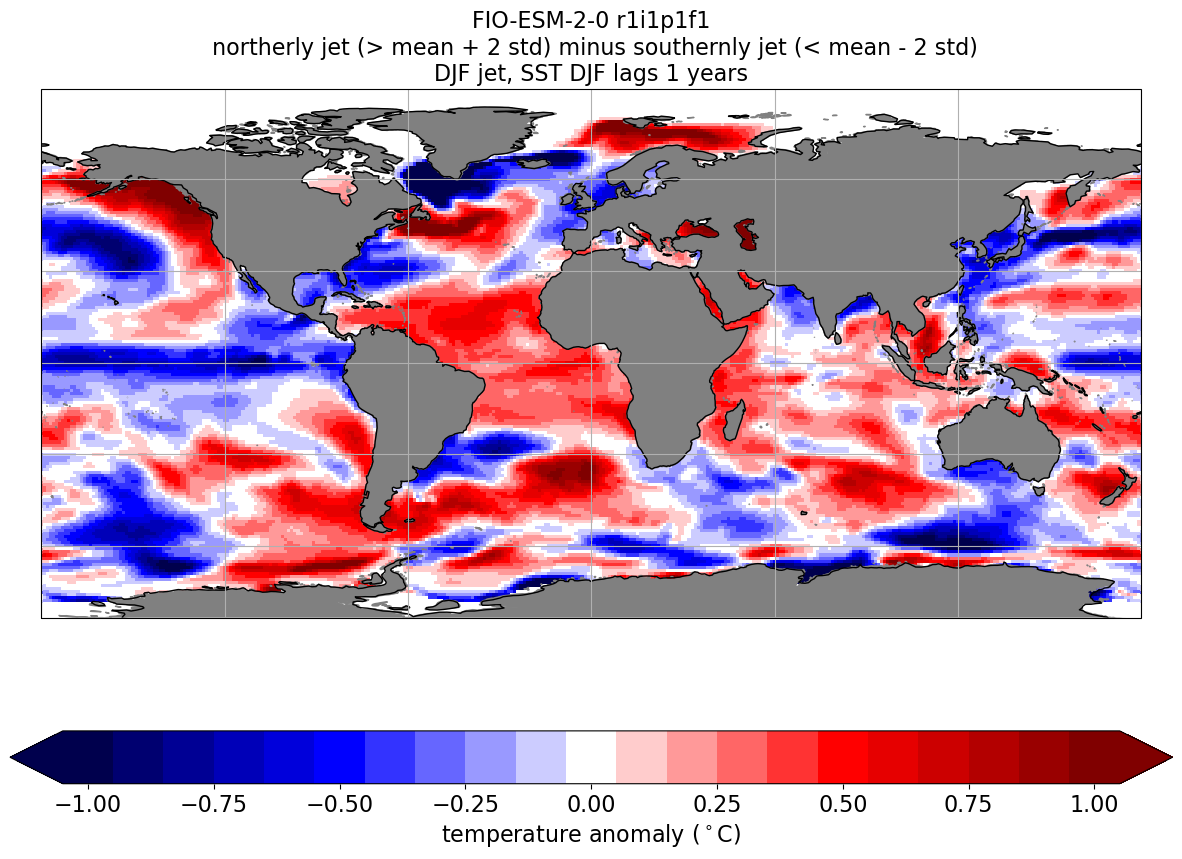 FIO-ESM-2-0 r1i1p1f1
northerly jet (> mean + 2 std) minus southernly jet (< mean - 2 std)
DJF jet, SST DJF lags 1 years
−1.00 −0.75 −0.50 −0.25 0.00 0.25 0.50 0.75 1.00
temperature anomaly (°C)